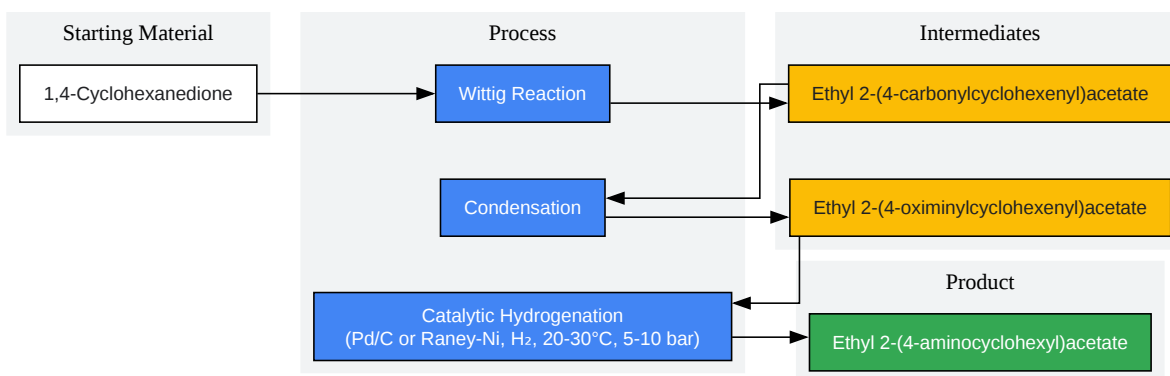 Starting Material
Process
Intermediates
1,4-Cyclohexanedione
Wittig Reaction
Ethyl 2-(4-carbonylcyclohexenyl)acetate
Condensation
Ethyl 2-(4-oximinylcyclohexenyl)acetate
Product
Catalytic Hydrogenation
(Pd/C or Raney-Ni, H₂, 20-30°C, 5-10 bar)
Ethyl 2-(4-aminocyclohexyl)acetate